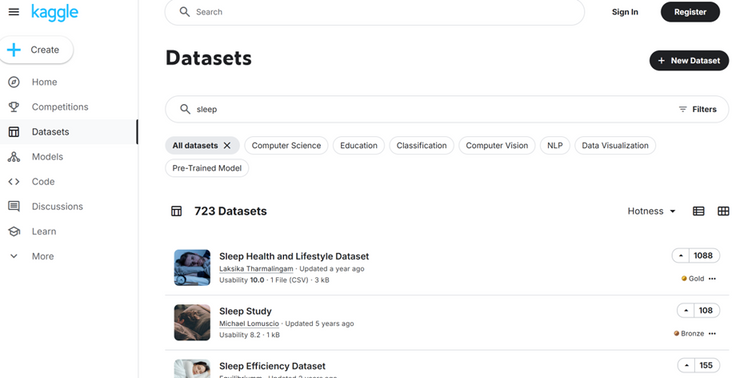 kaggle
Search
Sign In
Register
Create
Home
Competitions
Datasets
Models
Code
Discussions
Learn
More
Datasets
New Dataset
sleep
Filters
All datasets
Computer Science
Education
Classification
Computer Vision
NLP
Data Visualization
Pre-Trained Model
723 Datasets
Hotness
Sleep Health and Lifestyle Dataset
Laksika Tharmalingam · Updated a year ago
Usability 10.0 · 1 File (CSV) · 3 kB
1088
Gold
Sleep Study
Michael Lomuscio · Updated 5 years ago
Usability 8.2 · 1 kB
108
Bronze
Sleep Efficiency Dataset
155